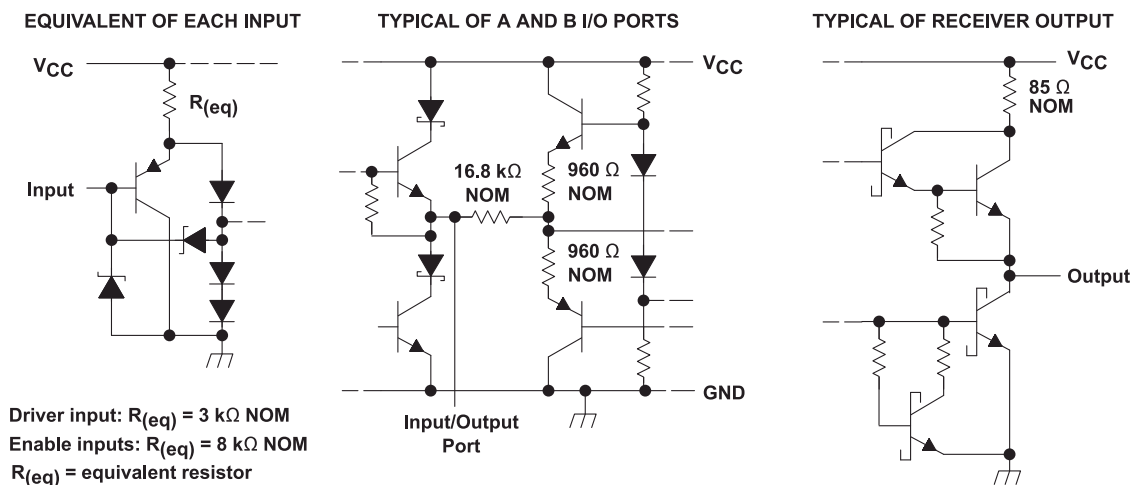 EQUIVALENT OF EACH INPUT
VCC
R(eq)
Input
Driver input: R(eq) = 3 kΩ NOM
Enable inputs: R(eq) = 8 kΩ NOM
R(eq) = equivalent resistor
TYPICAL OF A AND B I/O PORTS
VCC
16.8 kΩ
NOM
960 Ω
NOM
960 Ω
NOM
GND
Input/Output
Port
TYPICAL OF RECEIVER OUTPUT
VCC
85 Ω
NOM
Output